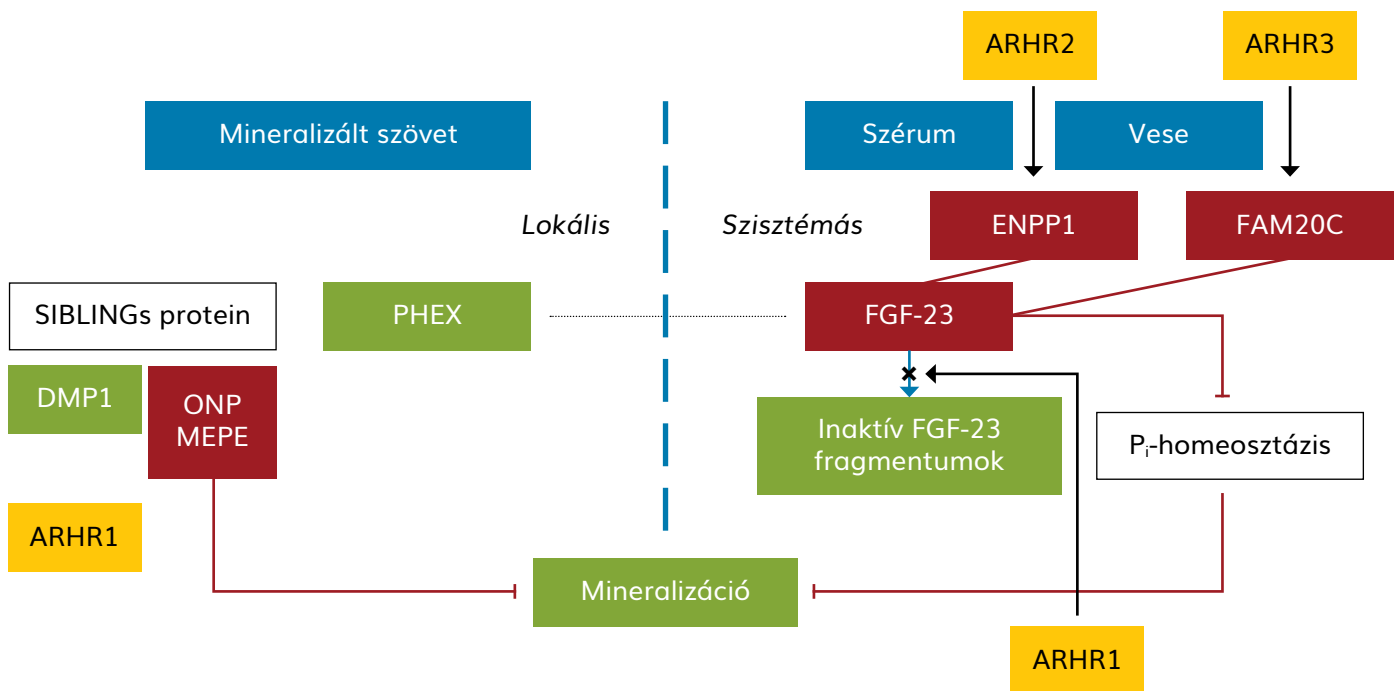 ARHR2
ARHR3
Mineralizált szövet
Szérum
Vese
Lokális
Szisztémás
ENPP1
FAM20C
SIBLINGs protein
PHEX
FGF-23
DMP1
ONP
MEPE
Inaktív FGF-23
fragmentumok
Pᵢ-homeosztázis
ARHR1
Mineralizáció
ARHR1